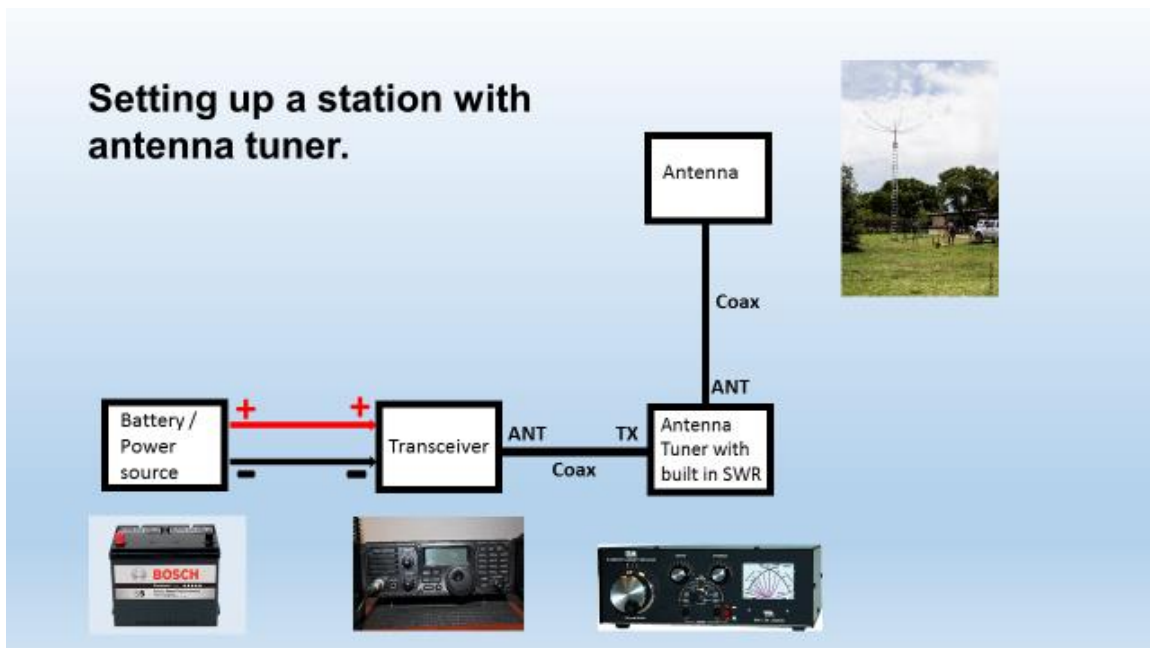 Setting up a station with
antenna tuner.
Antenna
Coax
ANT
+ +
Battery /
Power
source
- -
Transceiver
ANT
TX
Coax
Antenna
Tuner with
built in SWR
BOSCH